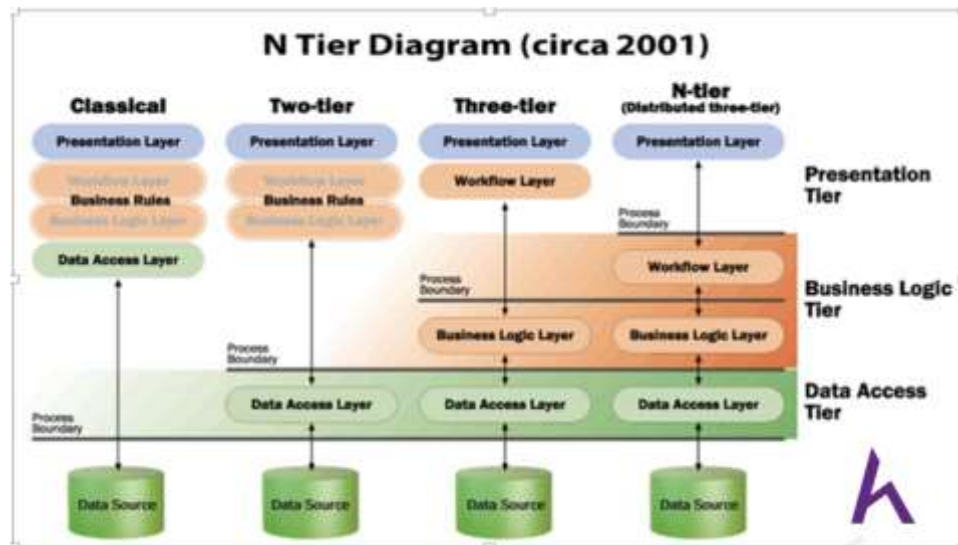 N Tier Diagram (circa 2001)
Classical
Two-tier
Three-tier
N-tier
(Distributed three-tier)
Presentation Layer
Presentation Layer
Presentation Layer
Presentation Layer
Presentation
Tier
Workflow Layer
Business Rules
Business Logic Layer
Workflow Layer
Business Rules
Business Logic Layer
Workflow Layer
Data Access Layer
Process
Boundary
Workflow Layer
Process
Boundary
Business Logic
Tier
Business Logic Layer
Business Logic Layer
Process
Boundary
Data Access Layer
Data Access Layer
Data Access Layer
Data Access
Tier
Process
Boundary
Data Source
Data Source
Data Source
Data Source